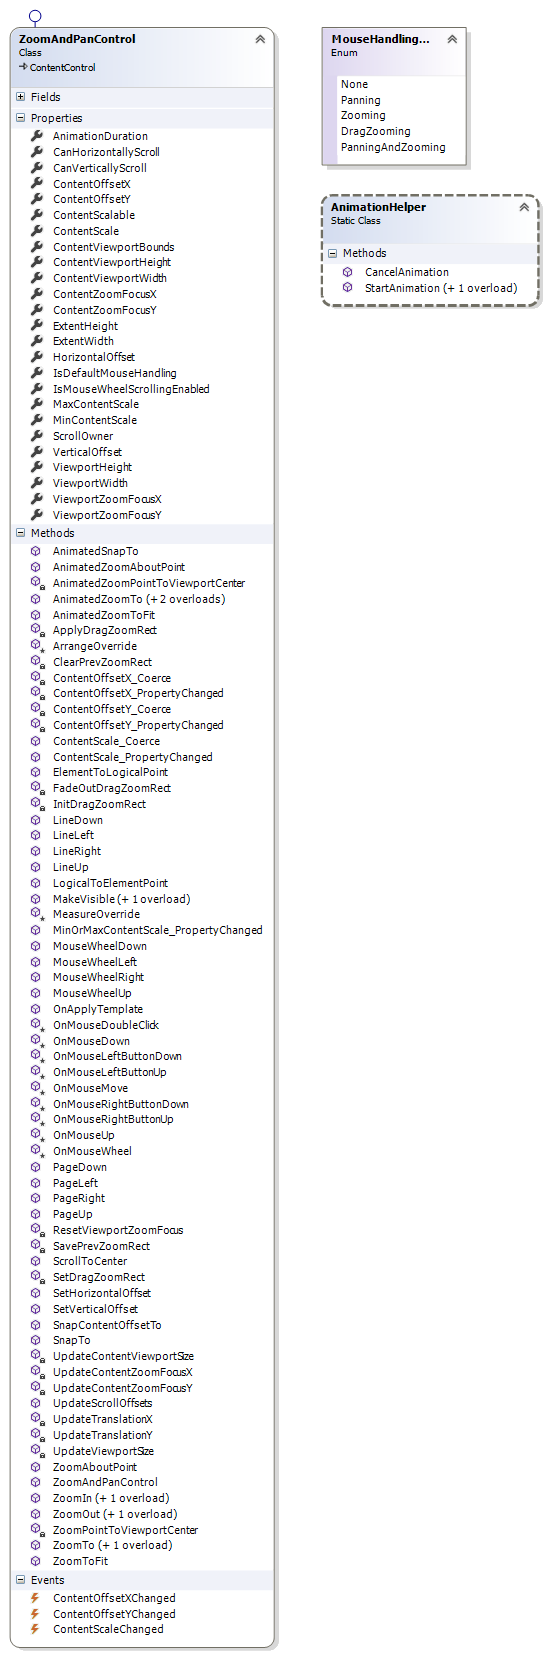 ZoomAndPanControl
Class
ContentControl
Fields
Properties
AnimationDuration
CanHorizontallyScroll
CanVerticallyScroll
ContentOffsetX
ContentOffsetY
ContentScalable
ContentScale
ContentViewportBounds
ContentViewportHeight
ContentViewportWidth
ContentZoomFocusX
ContentZoomFocusY
ExtentHeight
ExtentWidth
HorizontalOffset
IsDefaultMouseHandling
IsMouseWheelScrollingEnabled
MaxContentScale
MinContentScale
ScrollOwner
VerticalOffset
ViewportHeight
ViewportWidth
ViewportZoomFocusX
ViewportZoomFocusY
Methods
AnimatedSnapTo
AnimatedZoomAboutPoint
AnimatedZoomPointToViewportCenter
AnimatedZoomTo (+ 2 overloads)
AnimatedZoomToFit
ApplyDragZoomRect
ArrangeOverride
ClearPrevZoomRect
ContentOffsetX_Coerce
ContentOffsetX_PropertyChanged
ContentOffsetY_Coerce
ContentOffsetY_PropertyChanged
ContentScale_Coerce
ContentScale_PropertyChanged
ElementToLogicalPoint
FadeOutDragZoomRect
InitDragZoomRect
LineDown
LineLeft
LineRight
LineUp
LogicalToElementPoint
MakeVisible (+ 1 overload)
MeasureOverride
MinOrMaxContentScale_PropertyChanged
MouseWheelDown
MouseWheelLeft
MouseWheelRight
MouseWheelUp
OnApplyTemplate
OnMouseDoubleClick
OnMouseDown
OnMouseLeftButtonDown
OnMouseLeftButtonUp
OnMouseMove
OnMouseRightButtonDown
OnMouseRightButtonUp
OnMouseUp
OnMouseWheel
PageDown
PageLeft
PageRight
PageUp
ResetViewportZoomFocus
SavePrevZoomRect
ScrollToCenter
SetDragZoomRect
SetHorizontalOffset
SetVerticalOffset
SnapContentOffsetTo
SnapTo
UpdateContentViewportSize
UpdateContentZoomFocusX
UpdateContentZoomFocusY
UpdateScrollOffsets
UpdateTranslationX
UpdateTranslationY
UpdateViewportSize
ZoomAboutPoint
ZoomAndPanControl
ZoomIn (+ 1 overload)
ZoomOut (+ 1 overload)
ZoomPointToViewportCenter
ZoomTo (+ 1 overload)
ZoomToFit
Events
ContentOffsetXChanged
ContentOffsetYChanged
ContentScaleChanged
MouseHandling...
Enum
None
Panning
Zooming
DragZooming
PanningAndZooming
AnimationHelper
Static Class
Methods
CancelAnimation
StartAnimation (+ 1 overload)